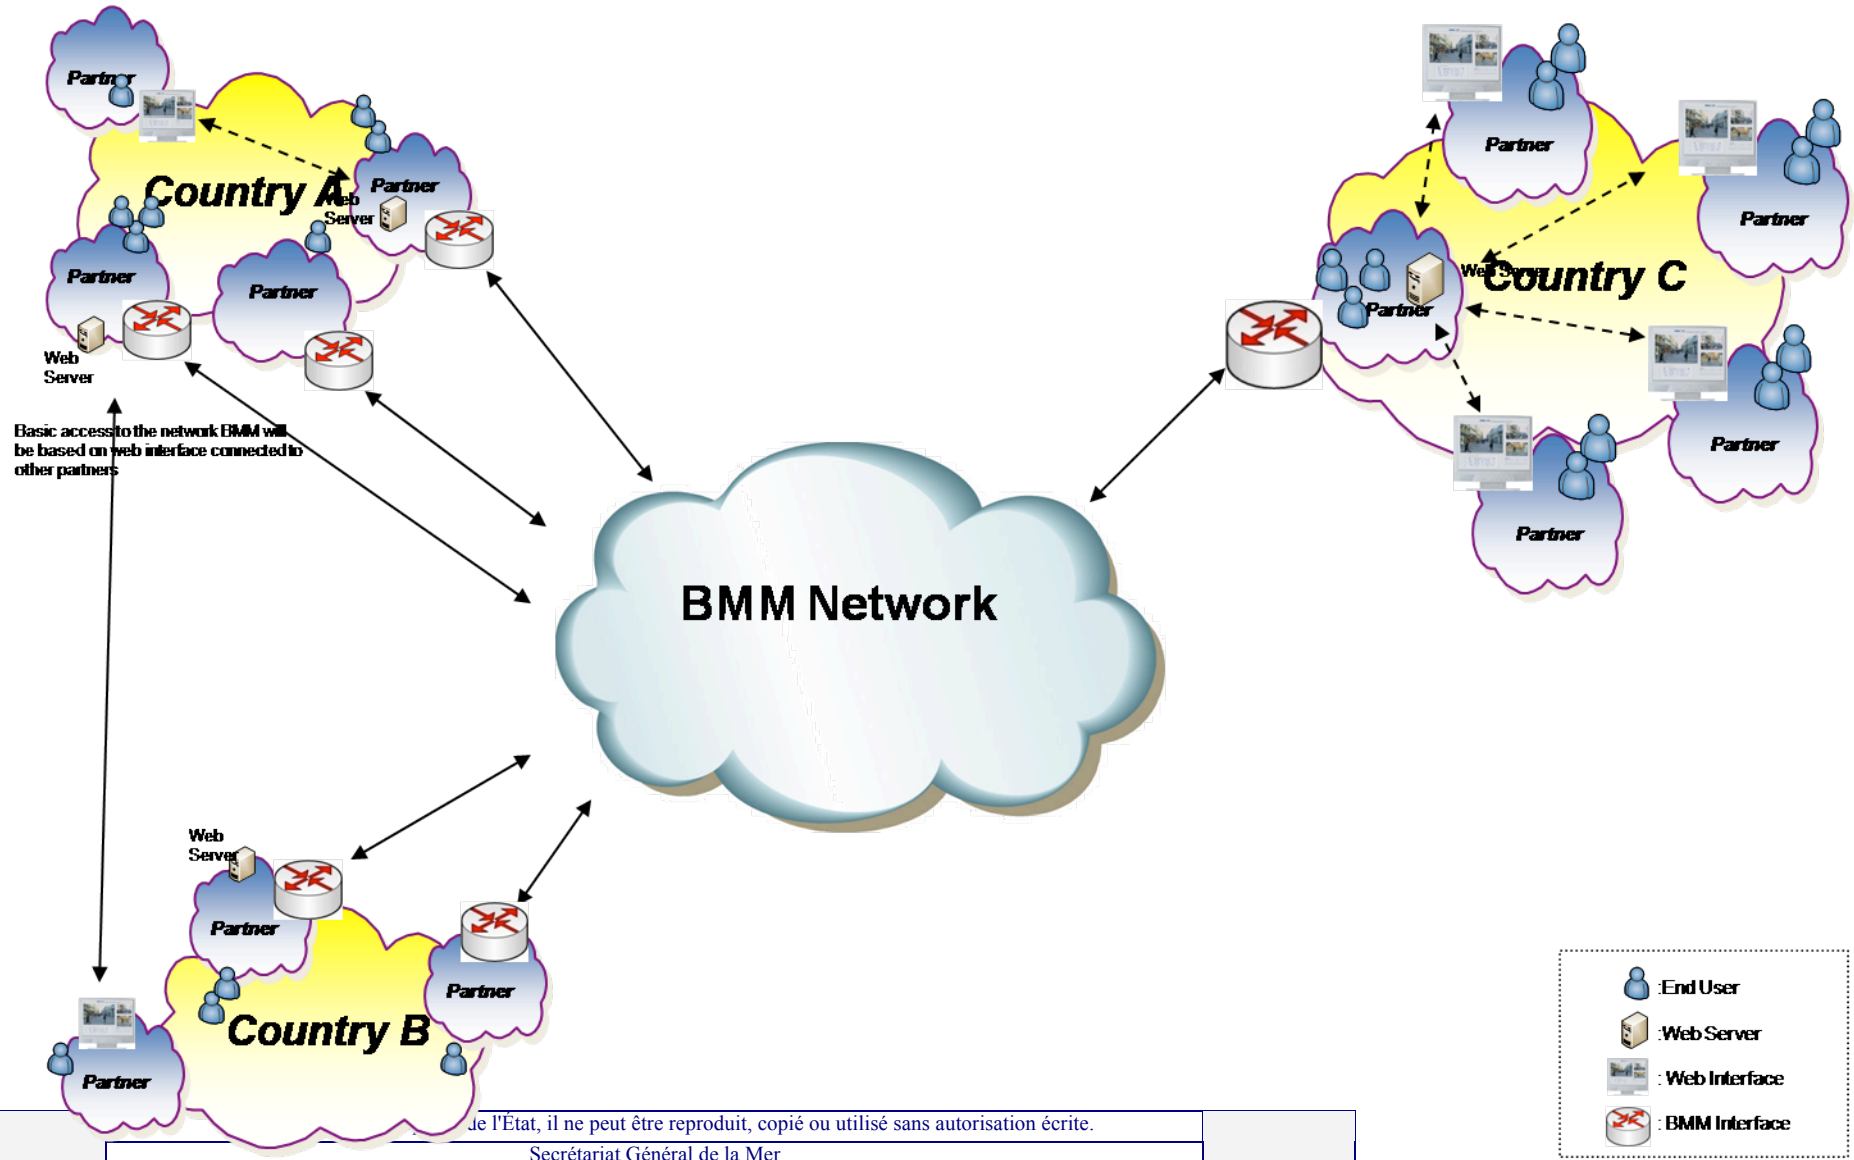 Partner
Country A
Partner
Web
Server
Partner
Partner
Web
Server
Basic access to the network BMM will
be based on web interface connected to
other partners
Partner
Partner
Web Server
Country C
Partner
Partner
Partner
Partner
BMM Network
Web
Server
Partner
Partner
Country B
Partner
:End User
:Web Server
: Web Interface
: BMM Interface
de l'État, il ne peut être reproduit, copié ou utilisé sans autorisation écrite.
Secrétariat Général de la Mer